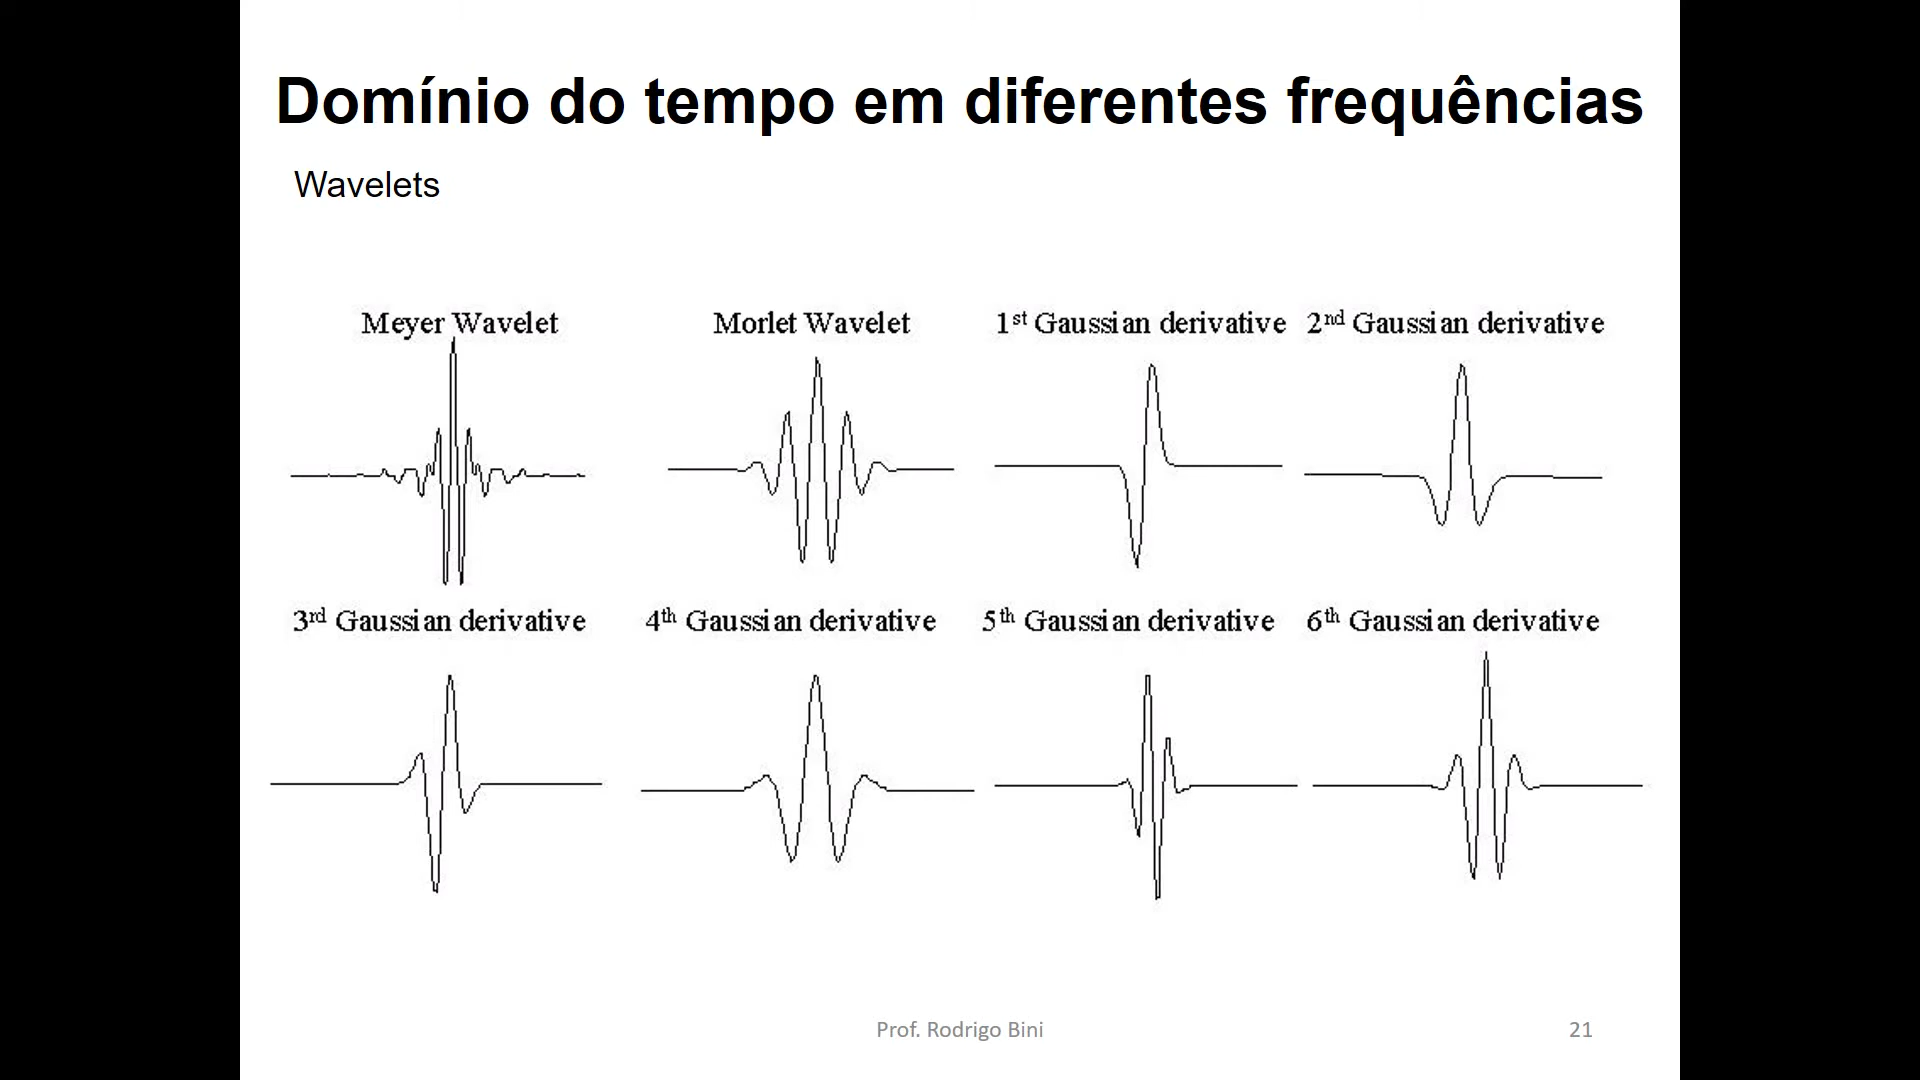 Domínio do tempo em diferentes frequências
Wavelets
Meyer Wavelet
Morlet Wavelet
1st Gaussian derivative
2nd Gaussian derivative
3rd Gaussian derivative
4th Gaussian derivative
5th Gaussian derivative
6th Gaussian derivative
Prof. Rodrigo Bini
21